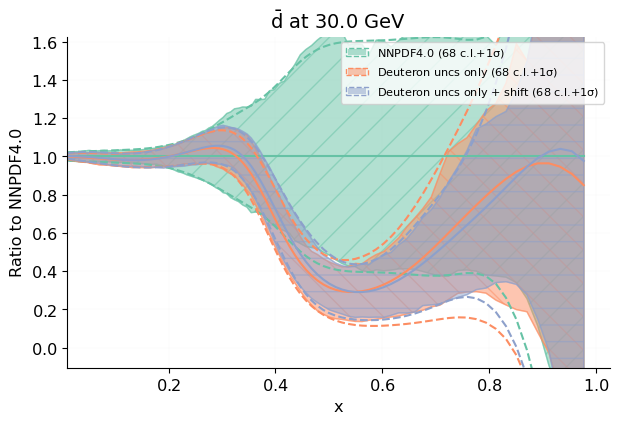 d̄ at 30.0 GeV
NNPDF4.0 (68 c.l.+1σ)
Deuteron uncs only (68 c.l.+1σ)
Deuteron uncs only + shift (68 c.l.+1σ)
Ratio to NNPDF4.0
1.6
1.4
1.2
1.0
0.8
0.6
0.4
0.2
0.0
0.2 0.4 0.6 0.8 1.0
x